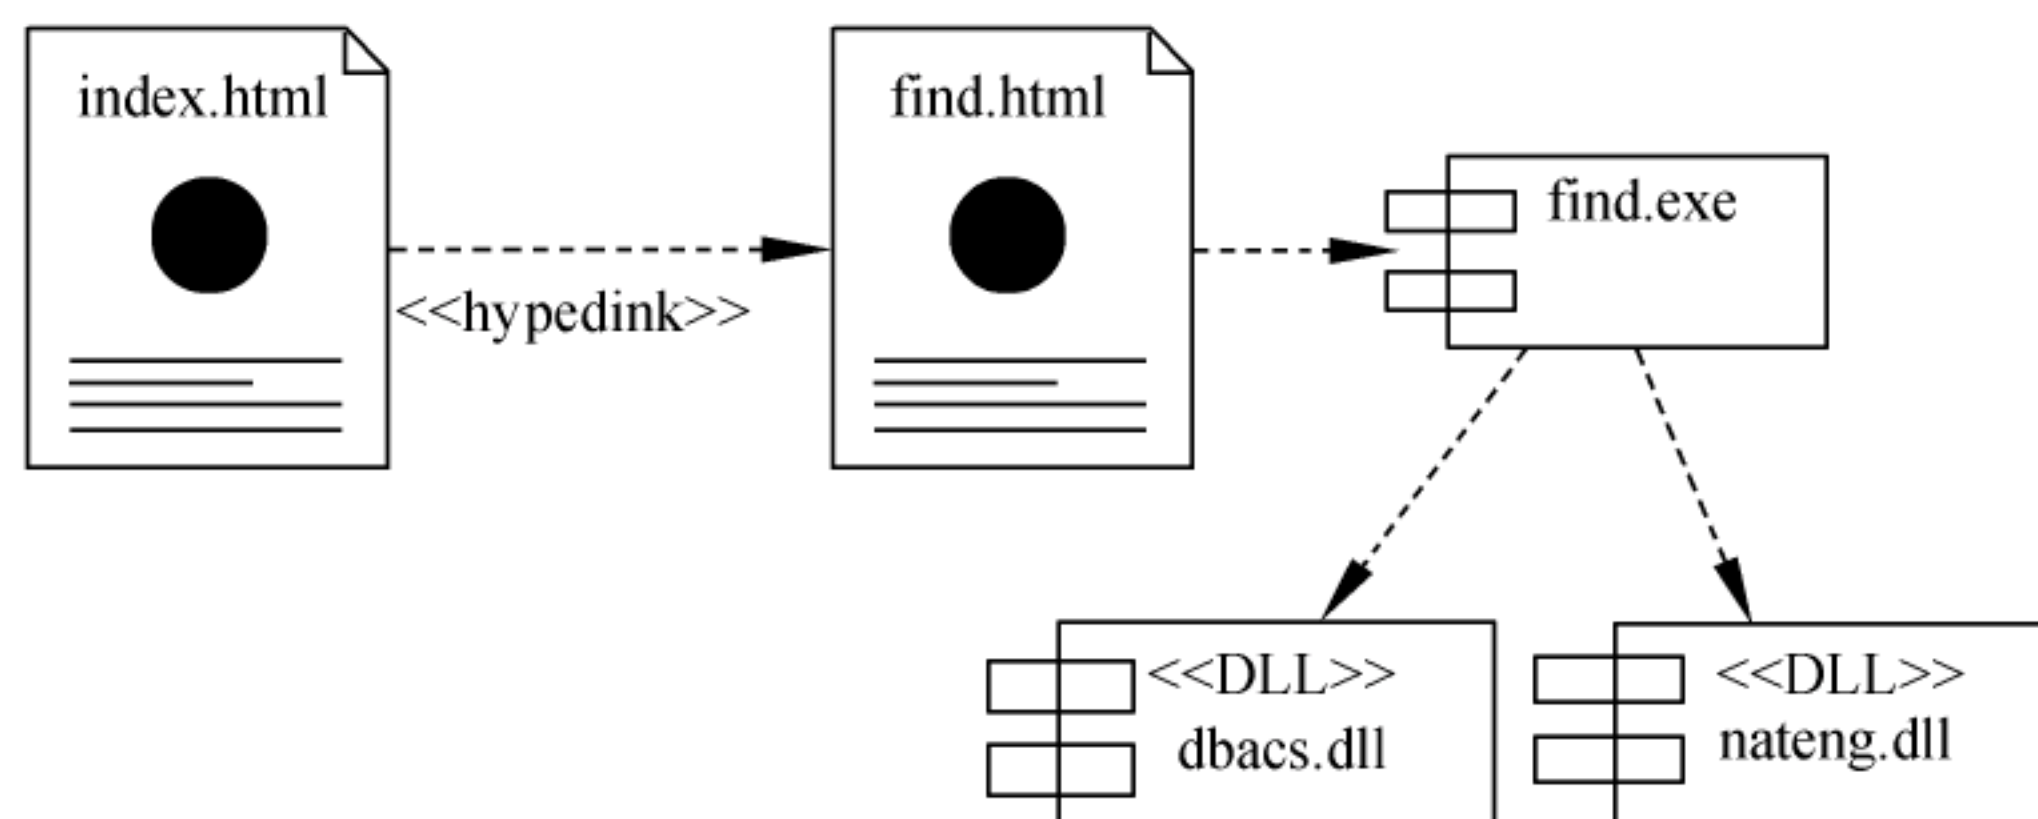 index.html
find.html
find.exe
<<hypedink>>
<<DLL>>
dbacs.dll
<<DLL>>
nateng.dll